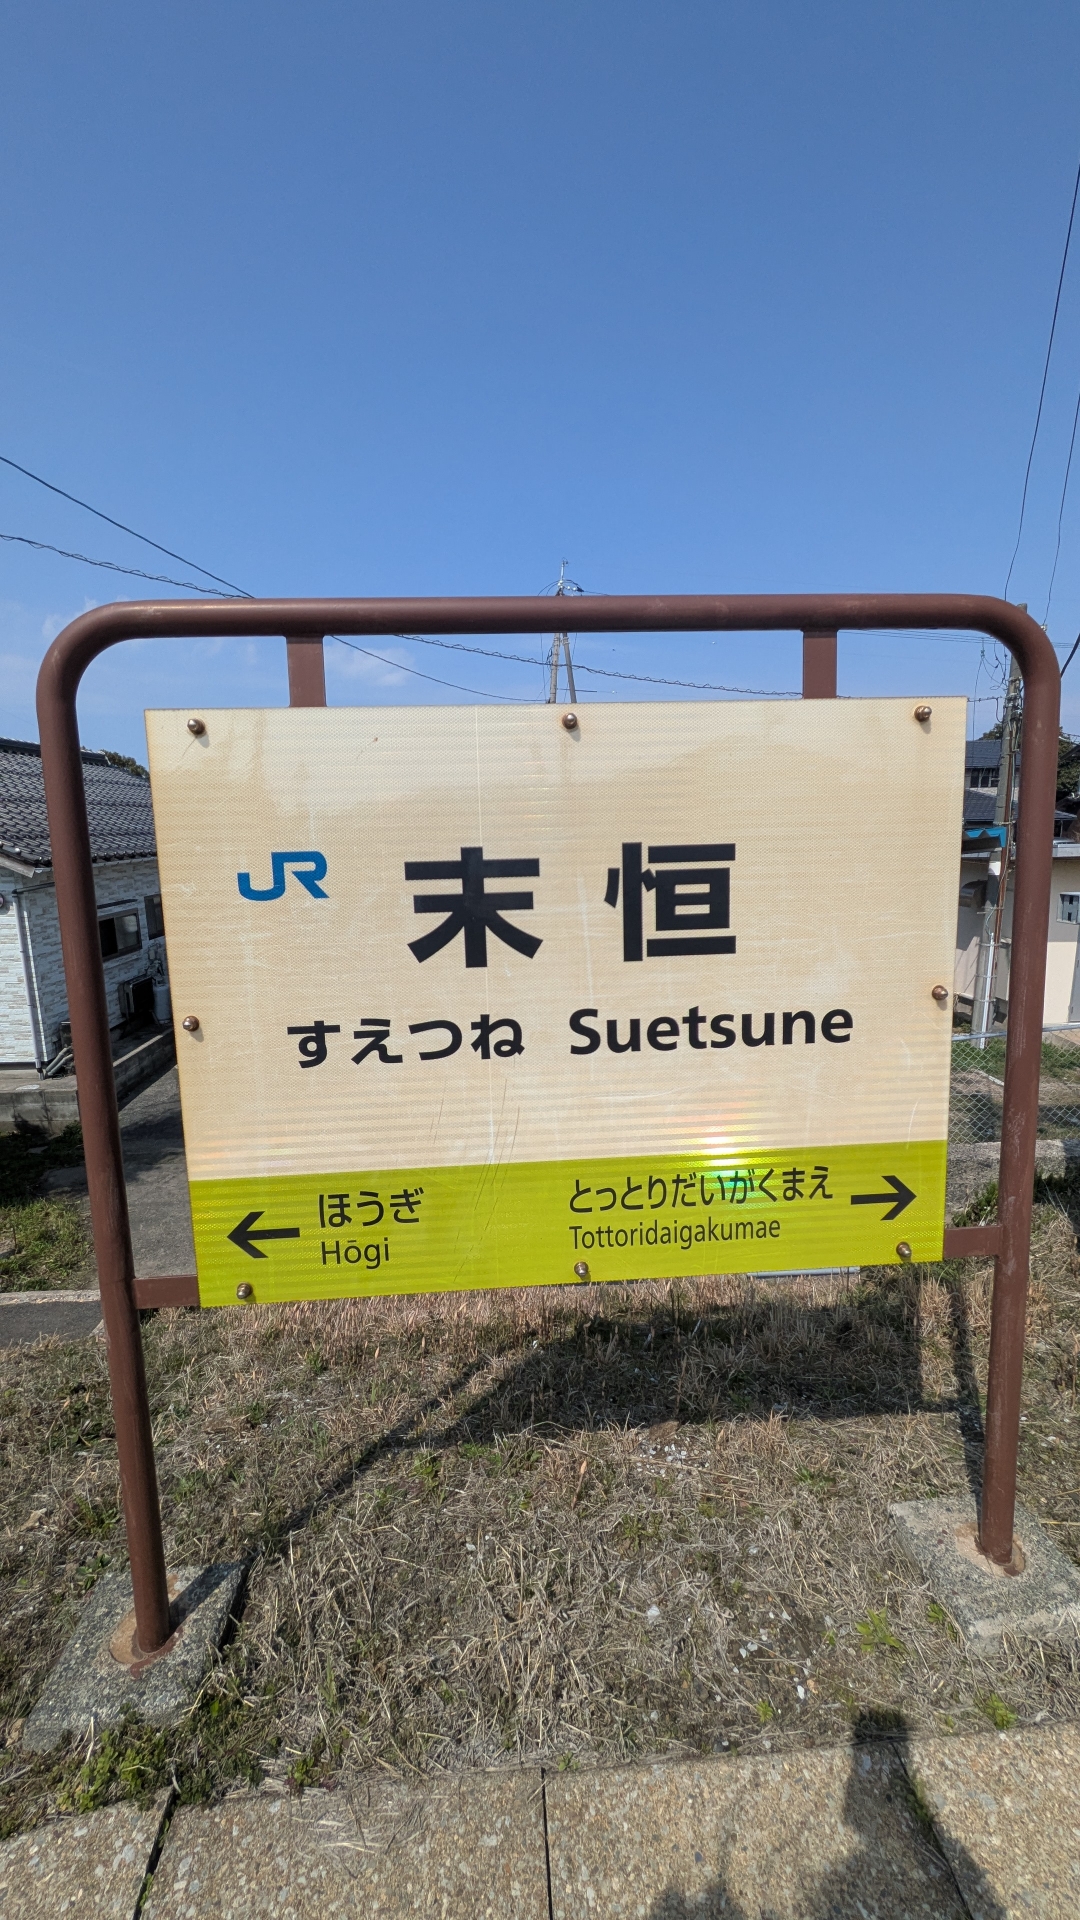 JR 末恒
すえつね Suetsune
← ほうぎ とっとりだいがくまえ →
Hōgi Tottoridaigakumae